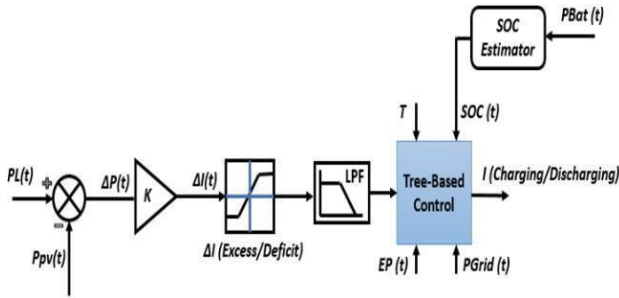 SOC
Estimator
PBat (t)
T
SOC (t)
PL(t)
+
ΔP(t)
K
ΔI(t)
LPF
Tree-Based
Control
I (Charging/Discharging)
-
Ppv(t)
ΔI (Excess/Deficit)
EP (t)
PGrid (t)